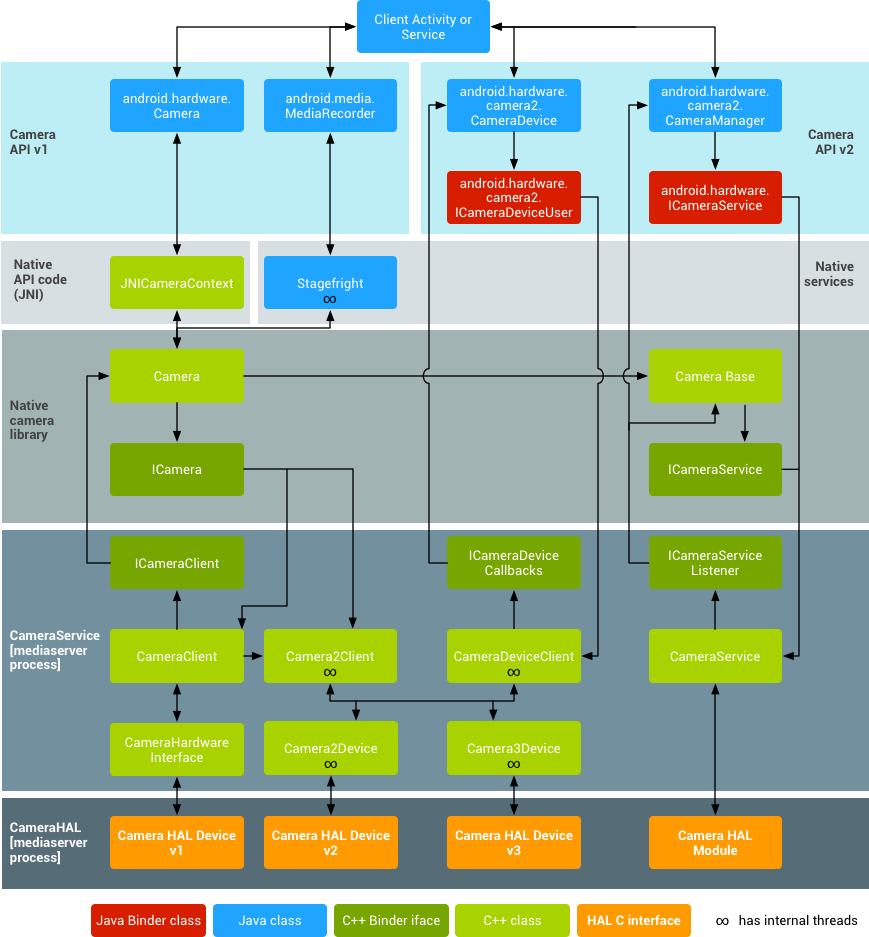 Client Activity or
Service
Camera
API v1
android.hardware.
Camera
android.media.
MediaRecorder
android.hardware.
camera2.
CameraDevice
android.hardware.
camera2.
CameraManager
Camera
API v2
android.hardware.
camera2.
ICameraDeviceUser
android.hardware.
ICameraService
Native
API code
(JNI)
JNICameraContext
Stagefright
∞
Native
services
Native
camera
library
Camera
Camera Base
ICamera
ICameraService
CameraService
[mediaserver
process]
ICameraClient
ICameraDevice
Callbacks
ICameraService
Listener
CameraClient
Camera2Client
∞
CameraDeviceClient
∞
CameraService
CameraHardware
Interface
Camera2Device
∞
Camera3Device
∞
CameraHAL
[mediaserver
process]
Camera HAL Device
v1
Camera HAL Device
v2
Camera HAL Device
v3
Camera HAL
Module
Java Binder class
Java class
C++ Binder iface
C++ class
HAL C interface
∞ has internal threads